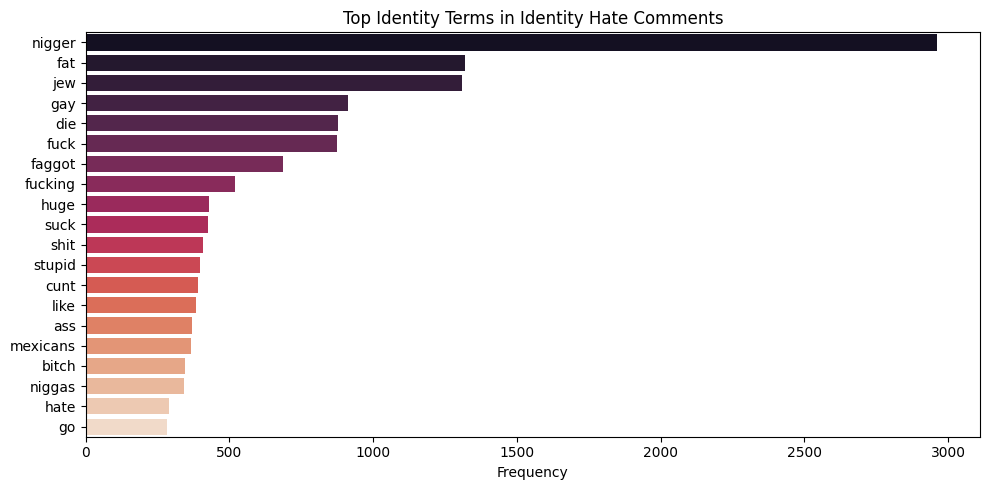 Top Identity Terms in Identity Hate Comments
nigger
fat
jew
gay
die
fuck
faggot
fucking
huge
suck
shit
stupid
cunt
like
ass
mexicans
bitch
niggas
hate
go
0 500 1000 1500 2000 2500 3000
Frequency